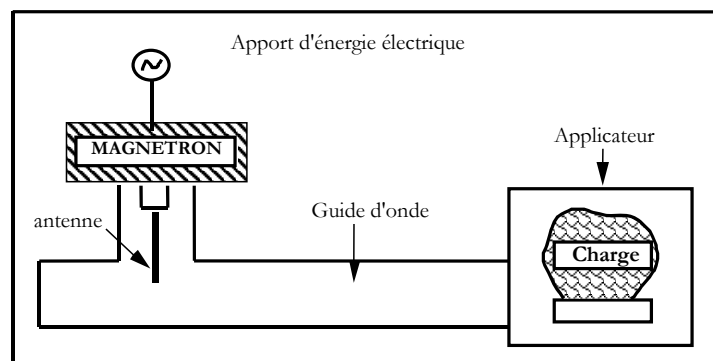 Apport d'énergie électrique
MAGNETRON
Applicateur
antenne
Guide d'onde
Charge